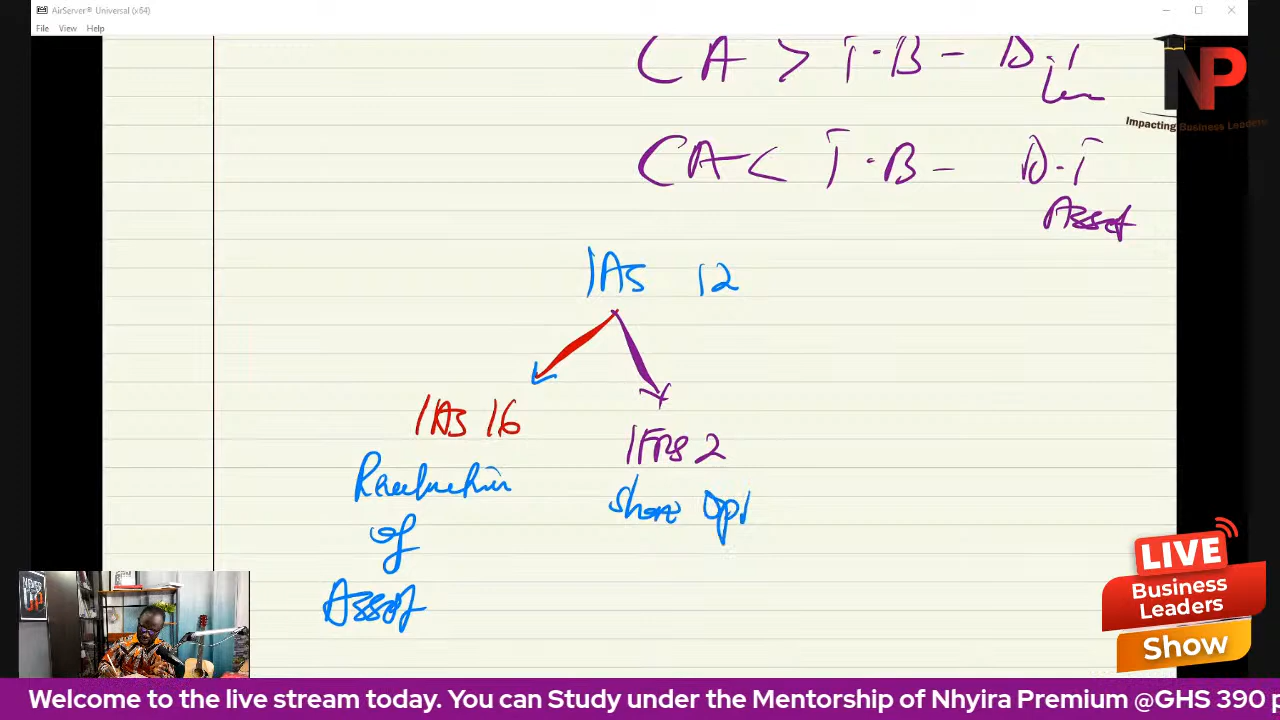 AirServer® Universal (x64)
File View Help
CA > T.B - D.T
NP
Impacting Business Leaders
CA < T.B - D.T
Asset
IAS 12
IAS 16
IFRS 2
Revaluation
Share Opt
of
Asset
LIVE
Business
Leaders
Show
Welcome to the live stream today. You can Study under the Mentorship of Nhyira Premium @GHS 390 p